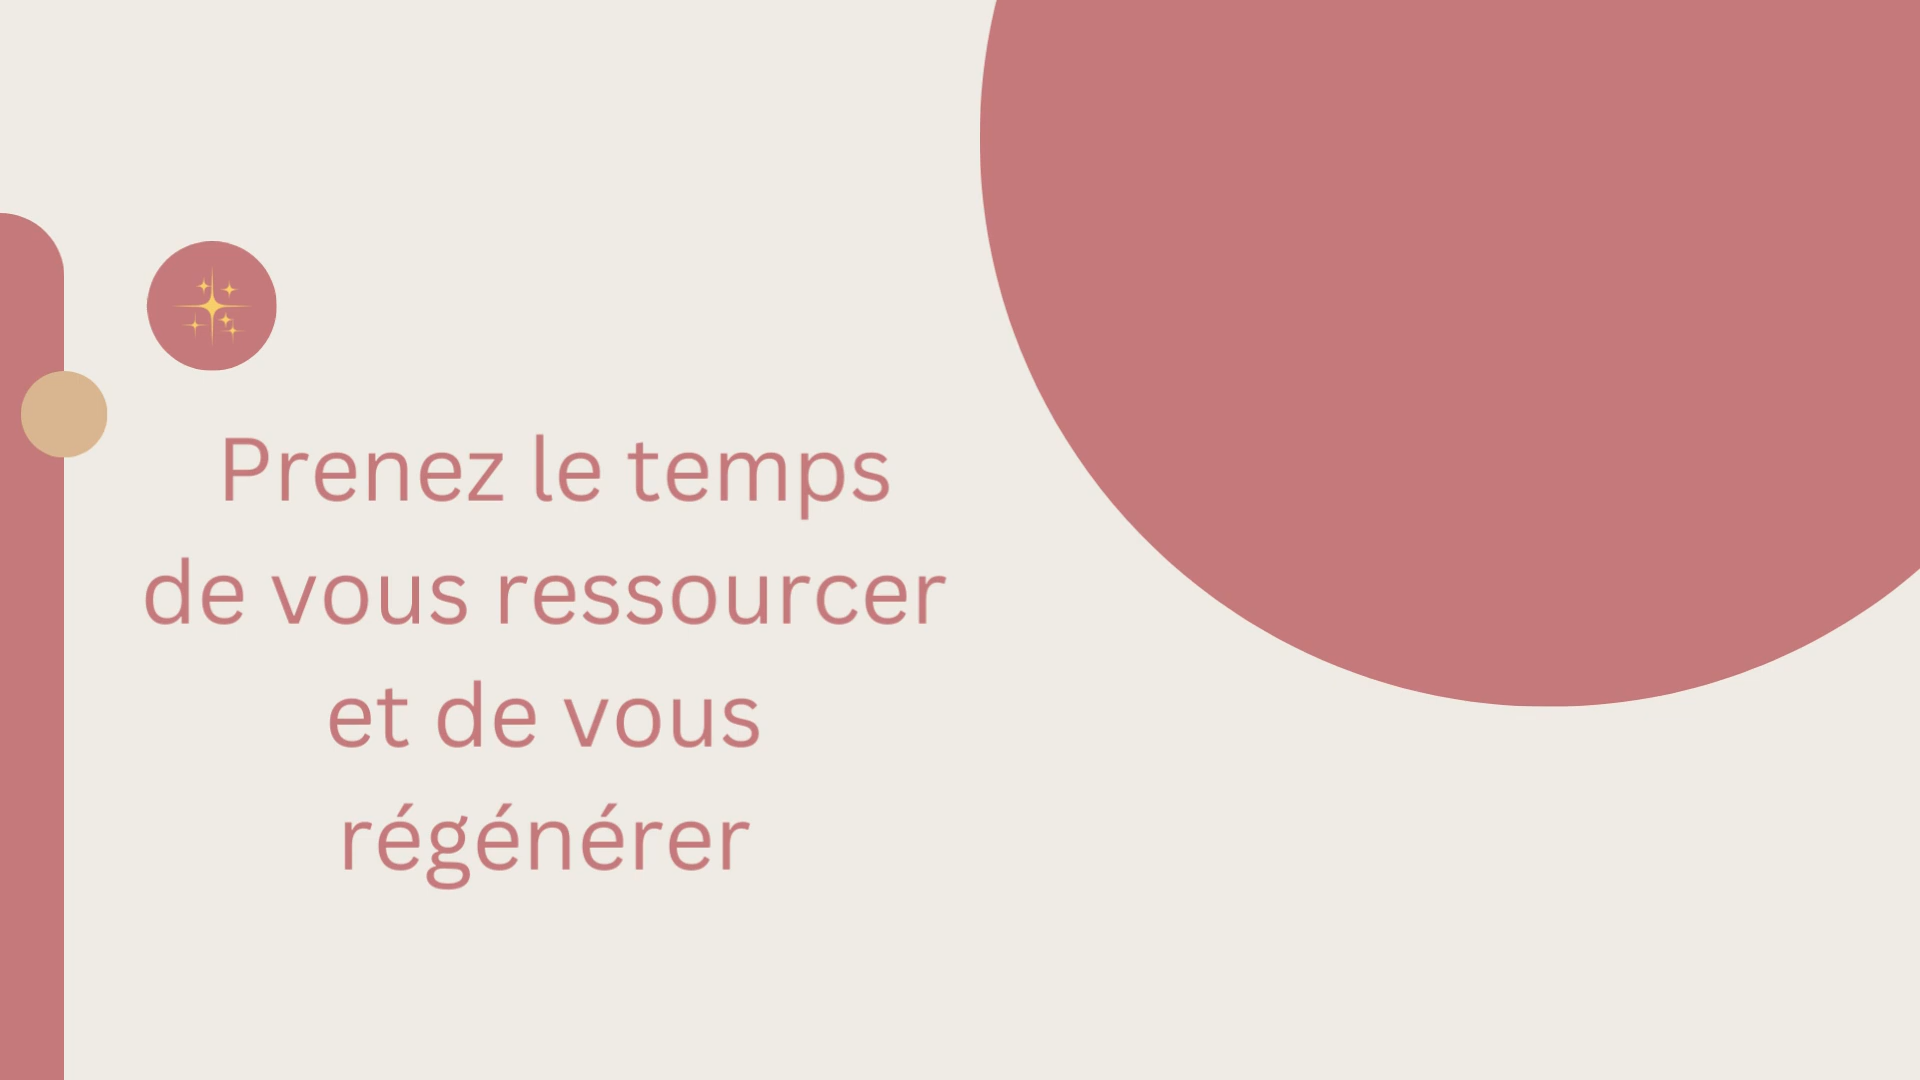 Prenez le temps
de vous ressourcer
et de vous
régénérer